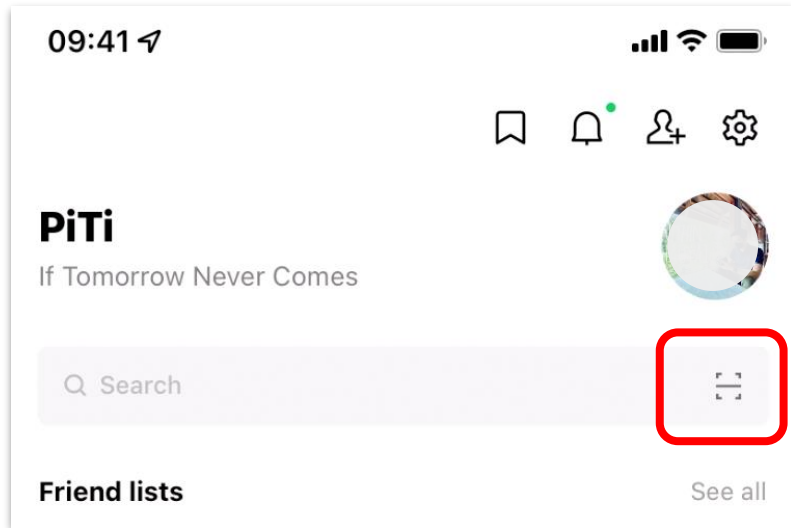 09:41
PiTi
If Tomorrow Never Comes
Search
Friend lists
See all